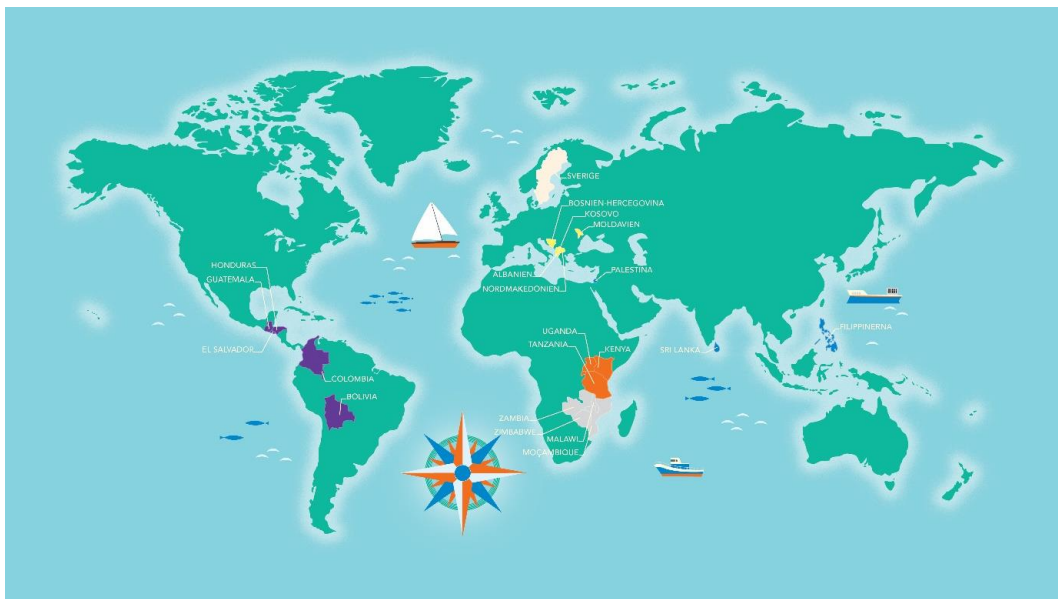 SVERIGE
BOSNIEN-HERCEGOVINA
KOSOVO
MOLDAVIEN
HONDURAS
ALBANIEN
PALESTINA
GUATEMALA
NORDMAKEDONIEN
UGANDA
FILIPPINERNA
TANZANIA
KENYA
SRI LANKA
EL SALVADOR
COLOMBIA
BOLIVIA
ZAMBIA
ZIMBABWE
MALAWI
MOÇAMBIQUE